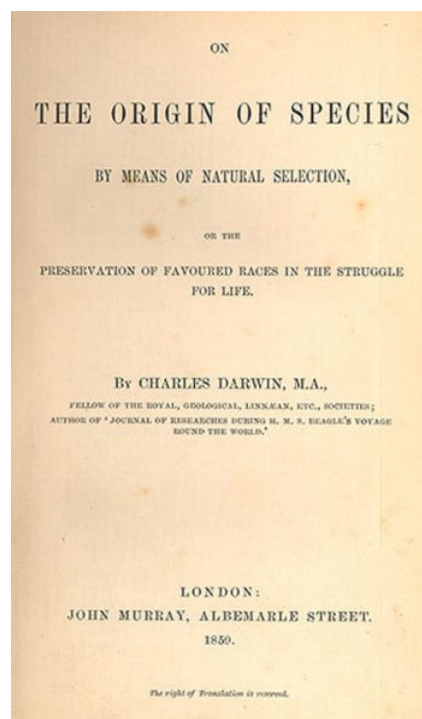 ON
THE ORIGIN OF SPECIES
BY MEANS OF NATURAL SELECTION,
OR THE
PRESERVATION OF FAVOURED RACES IN THE STRUGGLE
FOR LIFE.
By CHARLES DARWIN, M.A.,
FELLOW OF THE ROYAL, GEOLOGICAL, LINNÆAN, ETC., SOCIETIES;
AUTHOR OF 'JOURNAL OF RESEARCHES DURING H. M. S. BEAGLE'S VOYAGE
ROUND THE WORLD.'
LONDON:
JOHN MURRAY, ALBEMARLE STREET.
1859.
The right of Translation is reserved.